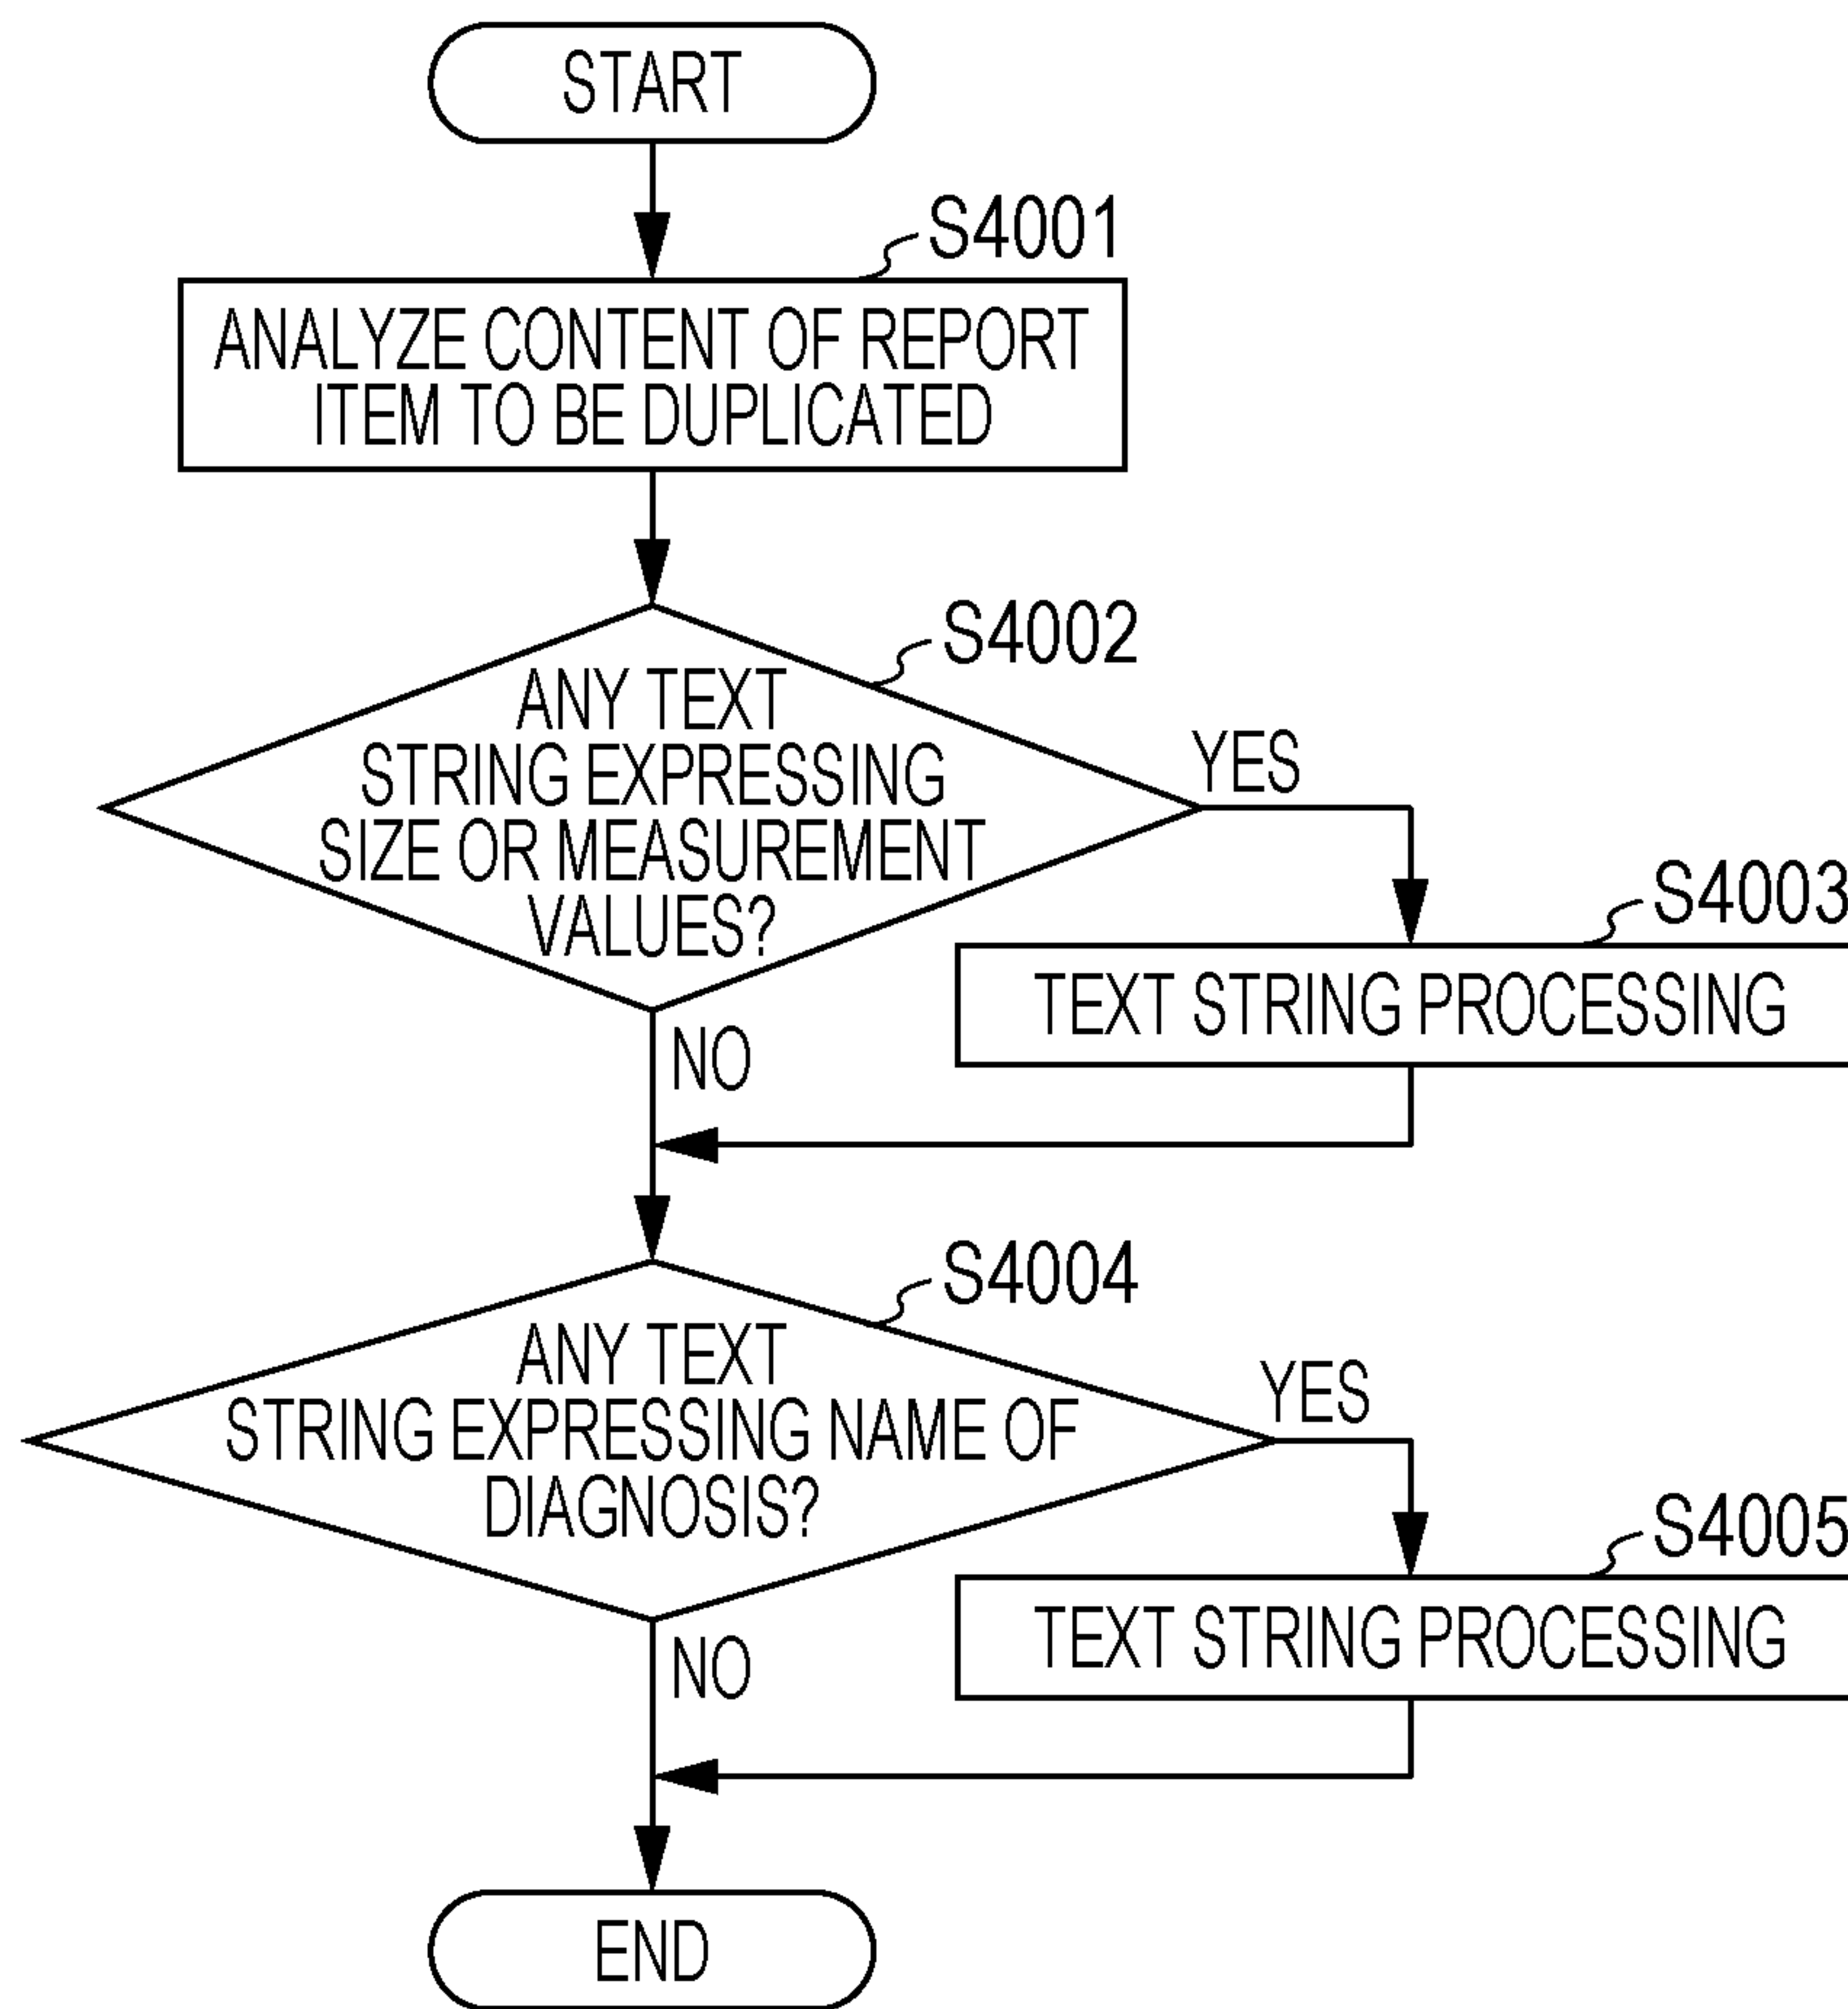 START
S4001
ANALYZE CONTENT OF REPORT
ITEM TO BE DUPLICATED
S4002
ANY TEXT
STRING EXPRESSING
SIZE OR MEASUREMENT
VALUES?
YES
S4003
TEXT STRING PROCESSING
NO
S4004
ANY TEXT
STRING EXPRESSING NAME OF
DIAGNOSIS?
YES
S4005
TEXT STRING PROCESSING
NO
END